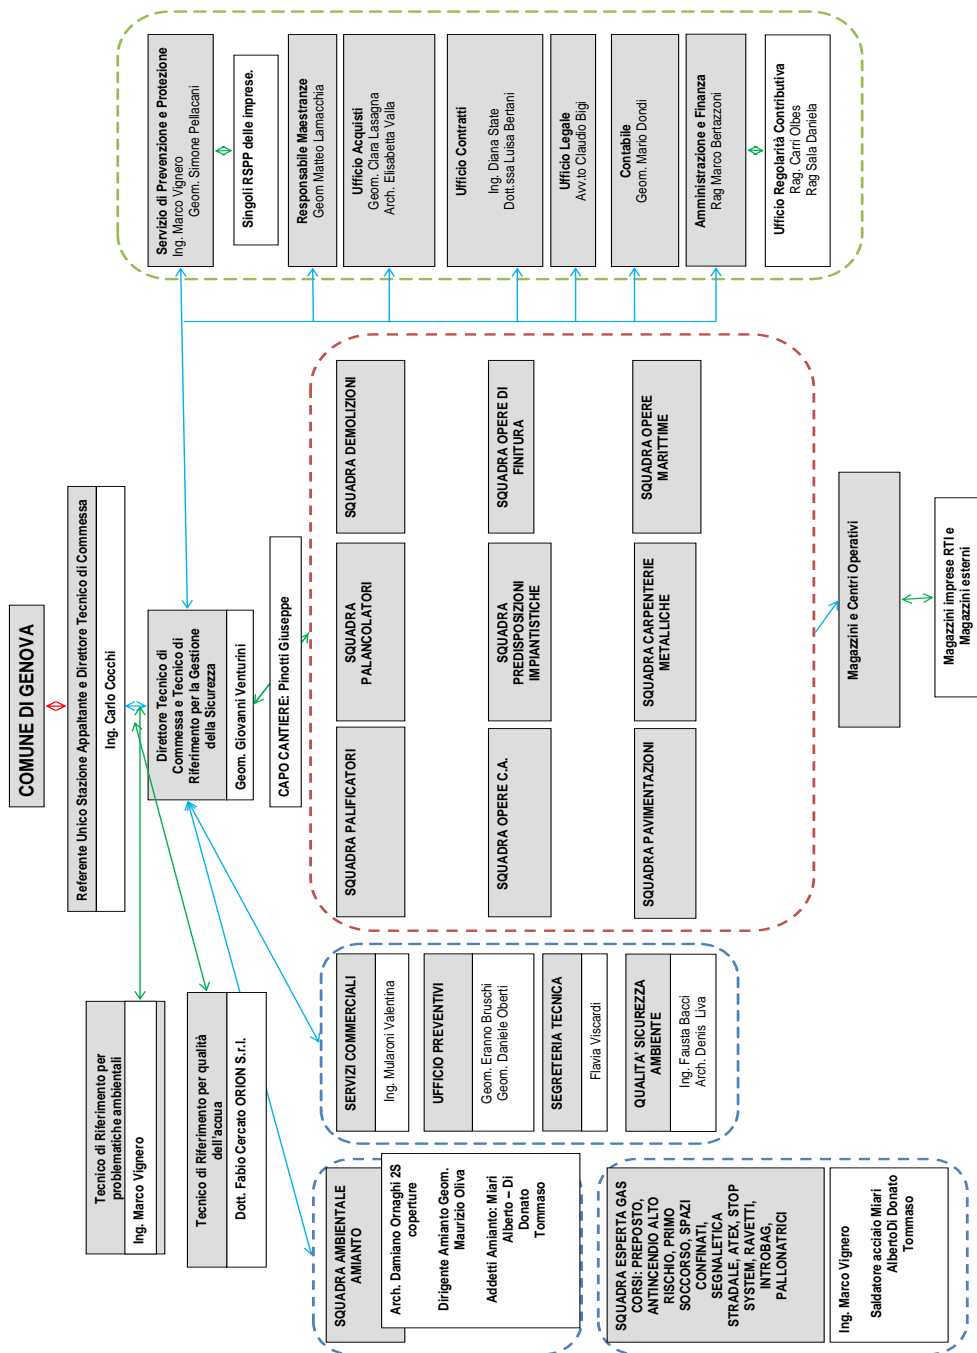 COMUNE DI GENOVA
Referente Unico Stazione Appaltante e Direttore Tecnico di Commessa
Ing. Carlo Cocchi
Tecnico di Riferimento per
problematiche ambientali
Ing. Marco Vignero
Tecnico di Riferimento per qualità
dell'acqua
Dott. Fabio Cercato ORION S.r.l.
Direttore Tecnico di
Commessa e Tecnico di
Riferimento per la Gestione
della Sicurezza
Geom. Giovanni Venturini
CAPO CANTIERE: Pinotti Giuseppe
Servizio di Prevenzione e Protezione
Ing. Marco Vignero
Geom. Simone Pellacani
Singoli RSPP delle imprese.
Responsabile Maestranze
Geom Matteo Lamacchia
Ufficio Acquisti
Geom. Clara Lasagna
Arch. Elisabetta Valla
Ufficio Contratti
Ing. Diana State
Dott.ssa Luisa Bertani
Ufficio Legale
Avv.to Claudio Bigi
Contabile
Geom. Mario Dondi
Amministrazione e Finanza
Rag Marco Bertazzoni
Ufficio Regolarità Contributiva
Rag. Carri Olbes
Rag Sala Daniela
SQUADRA AMBIENTALE
AMIANTO
Arch. Damiano Ornaghi 2S
coperture
Dirigente Amianto Geom.
Maurizio Oliva
Addetti Amianto: Miari
Alberto – Di
Donato
Tommaso
SQUADRA ESPERTA GAS
CORSI: PREPOSTO,
ANTINCENDIO ALTO
RISCHIO, PRIMO
SOCCORSO, SPAZI
CONFINATI,
SEGNALETICA
STRADALE, ATEX, STOP
SYSTEM, RAVETTI,
INTROBAG,
PALLONATRICI
Ing. Marco Vignero
Saldatore acciaio Miari
AlbertoDi Donato
Tommaso
SERVIZI COMMERCIALI
Ing. Mularoni Valentina
UFFICIO PREVENTIVI
Geom. Eranno Bruschi
Geom. Daniele Oberti
SEGRETERIA TECNICA
Flavia Viscardi
QUALITA' SICUREZZA
AMBIENTE
Ing. Fausta Bacci
Arch. Denis Liva
SQUADRA PALIFICATORI
SQUADRA
PALANCOLATORI
SQUADRA DEMOLIZIONI
SQUADRA OPERE C.A.
SQUADRA
PREDISPOSIZIONI
IMPIANTISTICHE
SQUADRA OPERE DI
FINITURA
SQUADRA PAVIMENTAZIONI
SQUADRA CARPENTERIE
METALLICHE
SQUADRA OPERE
MARITTIME
Magazzini e Centri Operativi
Magazzini imprese RTI e
Magazzini esterni